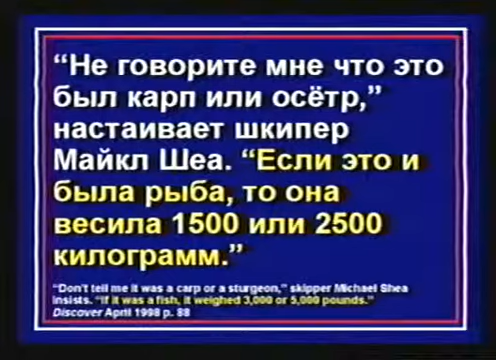 “Не говорите мне что это
был карп или осётр,”
настаивает шкипер
Майкл Шеа. “Если это и
была рыба, то она
весила 1500 или 2500
килограмм.”
“Don't tell me it was a carp or a sturgeon,” skipper Michael Shea
insists. “If it was a fish, it weighed 3,000 or 5,000 pounds.”
Discover April 1998 p. 88